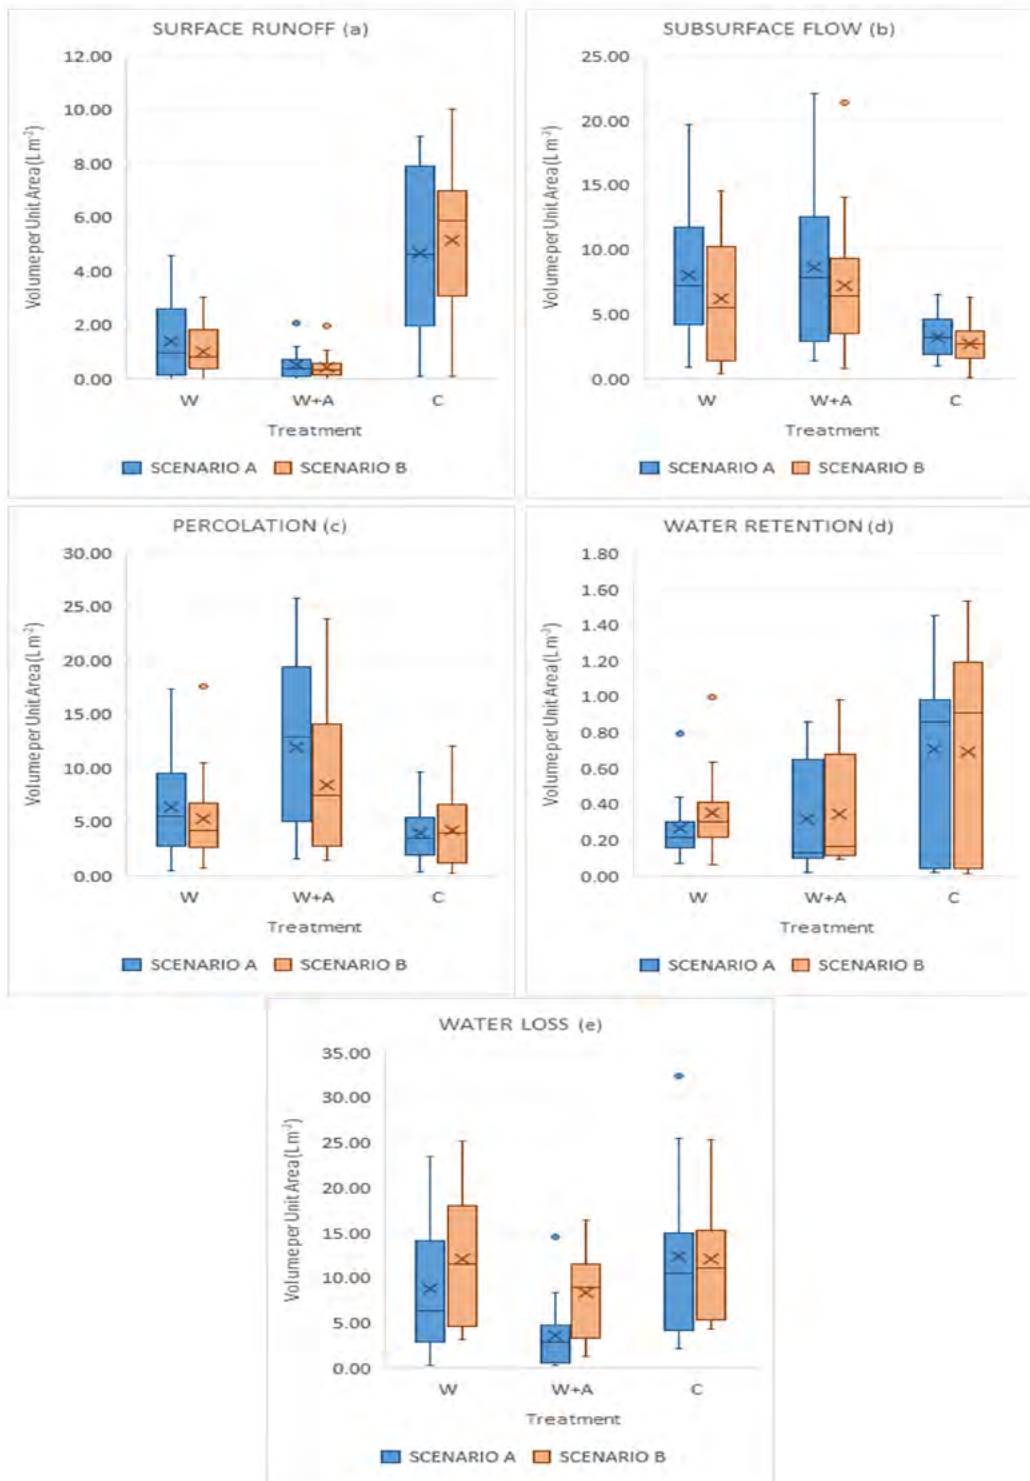 SURFACE RUNOFF (a)
12.00
10.00
8.00
6.00
4.00
2.00
0.00
Volume per Unit Area (L m⁻²)
W
W+A
C
Treatment
SCENARIO A
SCENARIO B
SUBSURFACE FLOW (b)
25.00
20.00
15.00
10.00
5.00
0.00
Volume per Unit Area (L m⁻²)
W
W+A
C
Treatment
SCENARIO A
SCENARIO B
PERCOLATION (c)
30.00
25.00
20.00
15.00
10.00
5.00
0.00
Volume per Unit Area (L m⁻²)
W
W+A
C
Treatment
SCENARIO A
SCENARIO B
WATER RETENTION (d)
1.80
1.60
1.40
1.20
1.00
0.80
0.60
0.40
0.20
0.00
Volume per Unit Area (L m⁻²)
W
W+A
C
Treatment
SCENARIO A
SCENARIO B
WATER LOSS (e)
35.00
30.00
25.00
20.00
15.00
10.00
5.00
0.00
Volume per Unit Area (L m⁻²)
W
W+A
C
Treatment
SCENARIO A
SCENARIO B